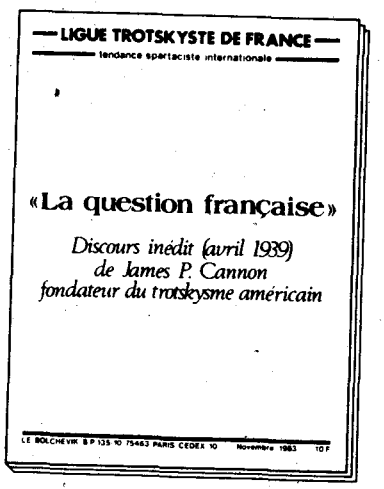 LIGUE TROTSKYSTE DE FRANCE
tendance spartaciste internationale
«La question française»
Discours inédit (avril 1939)
de James P. Cannon
fondateur du trotskysme américain
LE BOLCHEVIK B P 135 10 75463 PARIS CEDEX 10 Novembre 1983 10 F